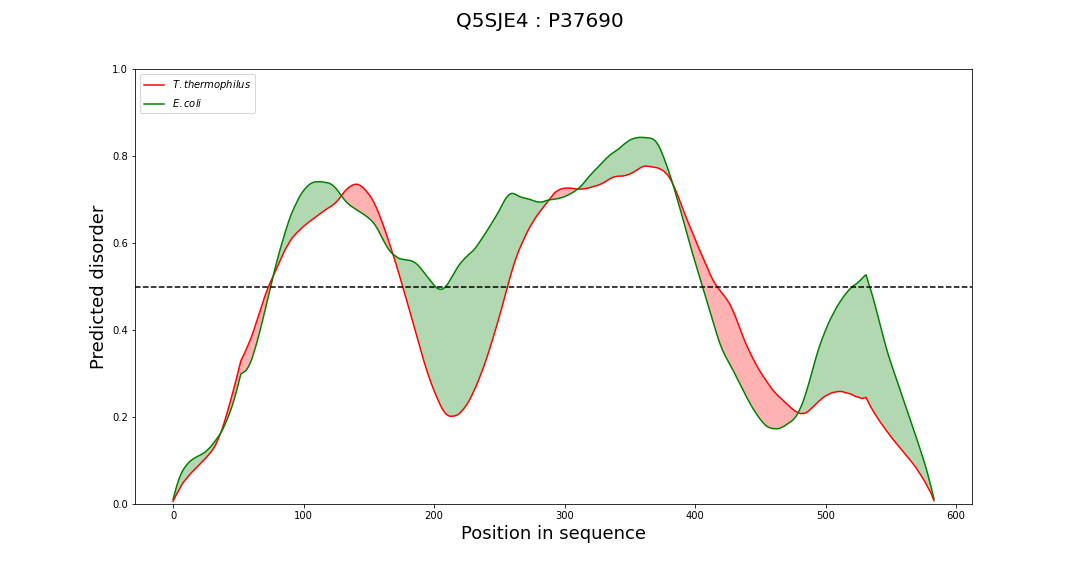 Q5SJE4 : P37690
T. thermophilus
E. coli
Predicted disorder
1.0
0.8
0.6
0.4
0.2
0.0
0 100 200 300 400 500 600
Position in sequence